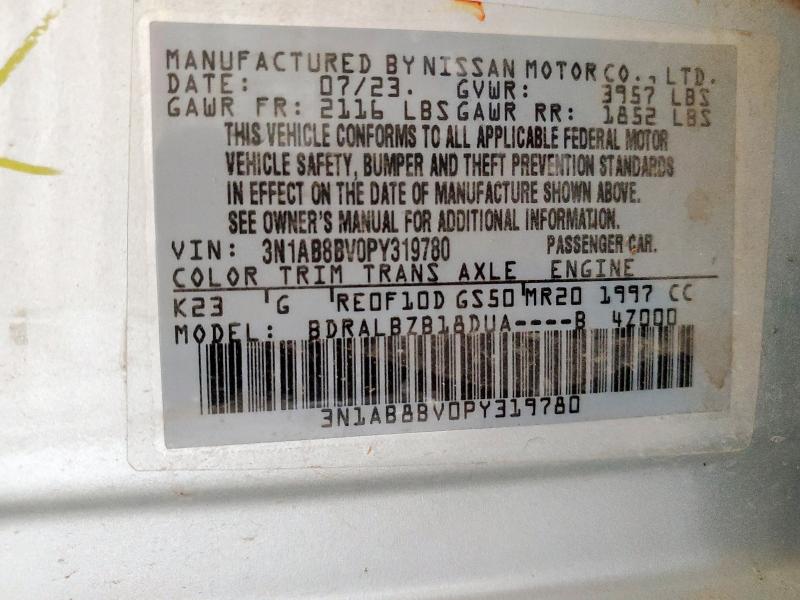 MANUFACTURED BY NISSAN MOTOR CO., LTD.
DATE: 07/23. GVWR: 3957 LBS
GAWR FR: 2116 LBS GAWR RR: 1852 LBS
THIS VEHICLE CONFORMS TO ALL APPLICABLE FEDERAL MOTOR
VEHICLE SAFETY, BUMPER AND THEFT PREVENTION STANDARDS
IN EFFECT ON THE DATE OF MANUFACTURE SHOWN ABOVE.
SEE OWNER'S MANUAL FOR ADDITIONAL INFORMATION.
VIN: 3N1AB8BV0PY319780 PASSENGER CAR.
COLOR TRIM TRANS AXLE ENGINE
K23 G RE0F10D GS50 MR20 1997 CC
MODEL: BDRALBZB18DUA----B 4Z000
3N1AB8BV0PY319780